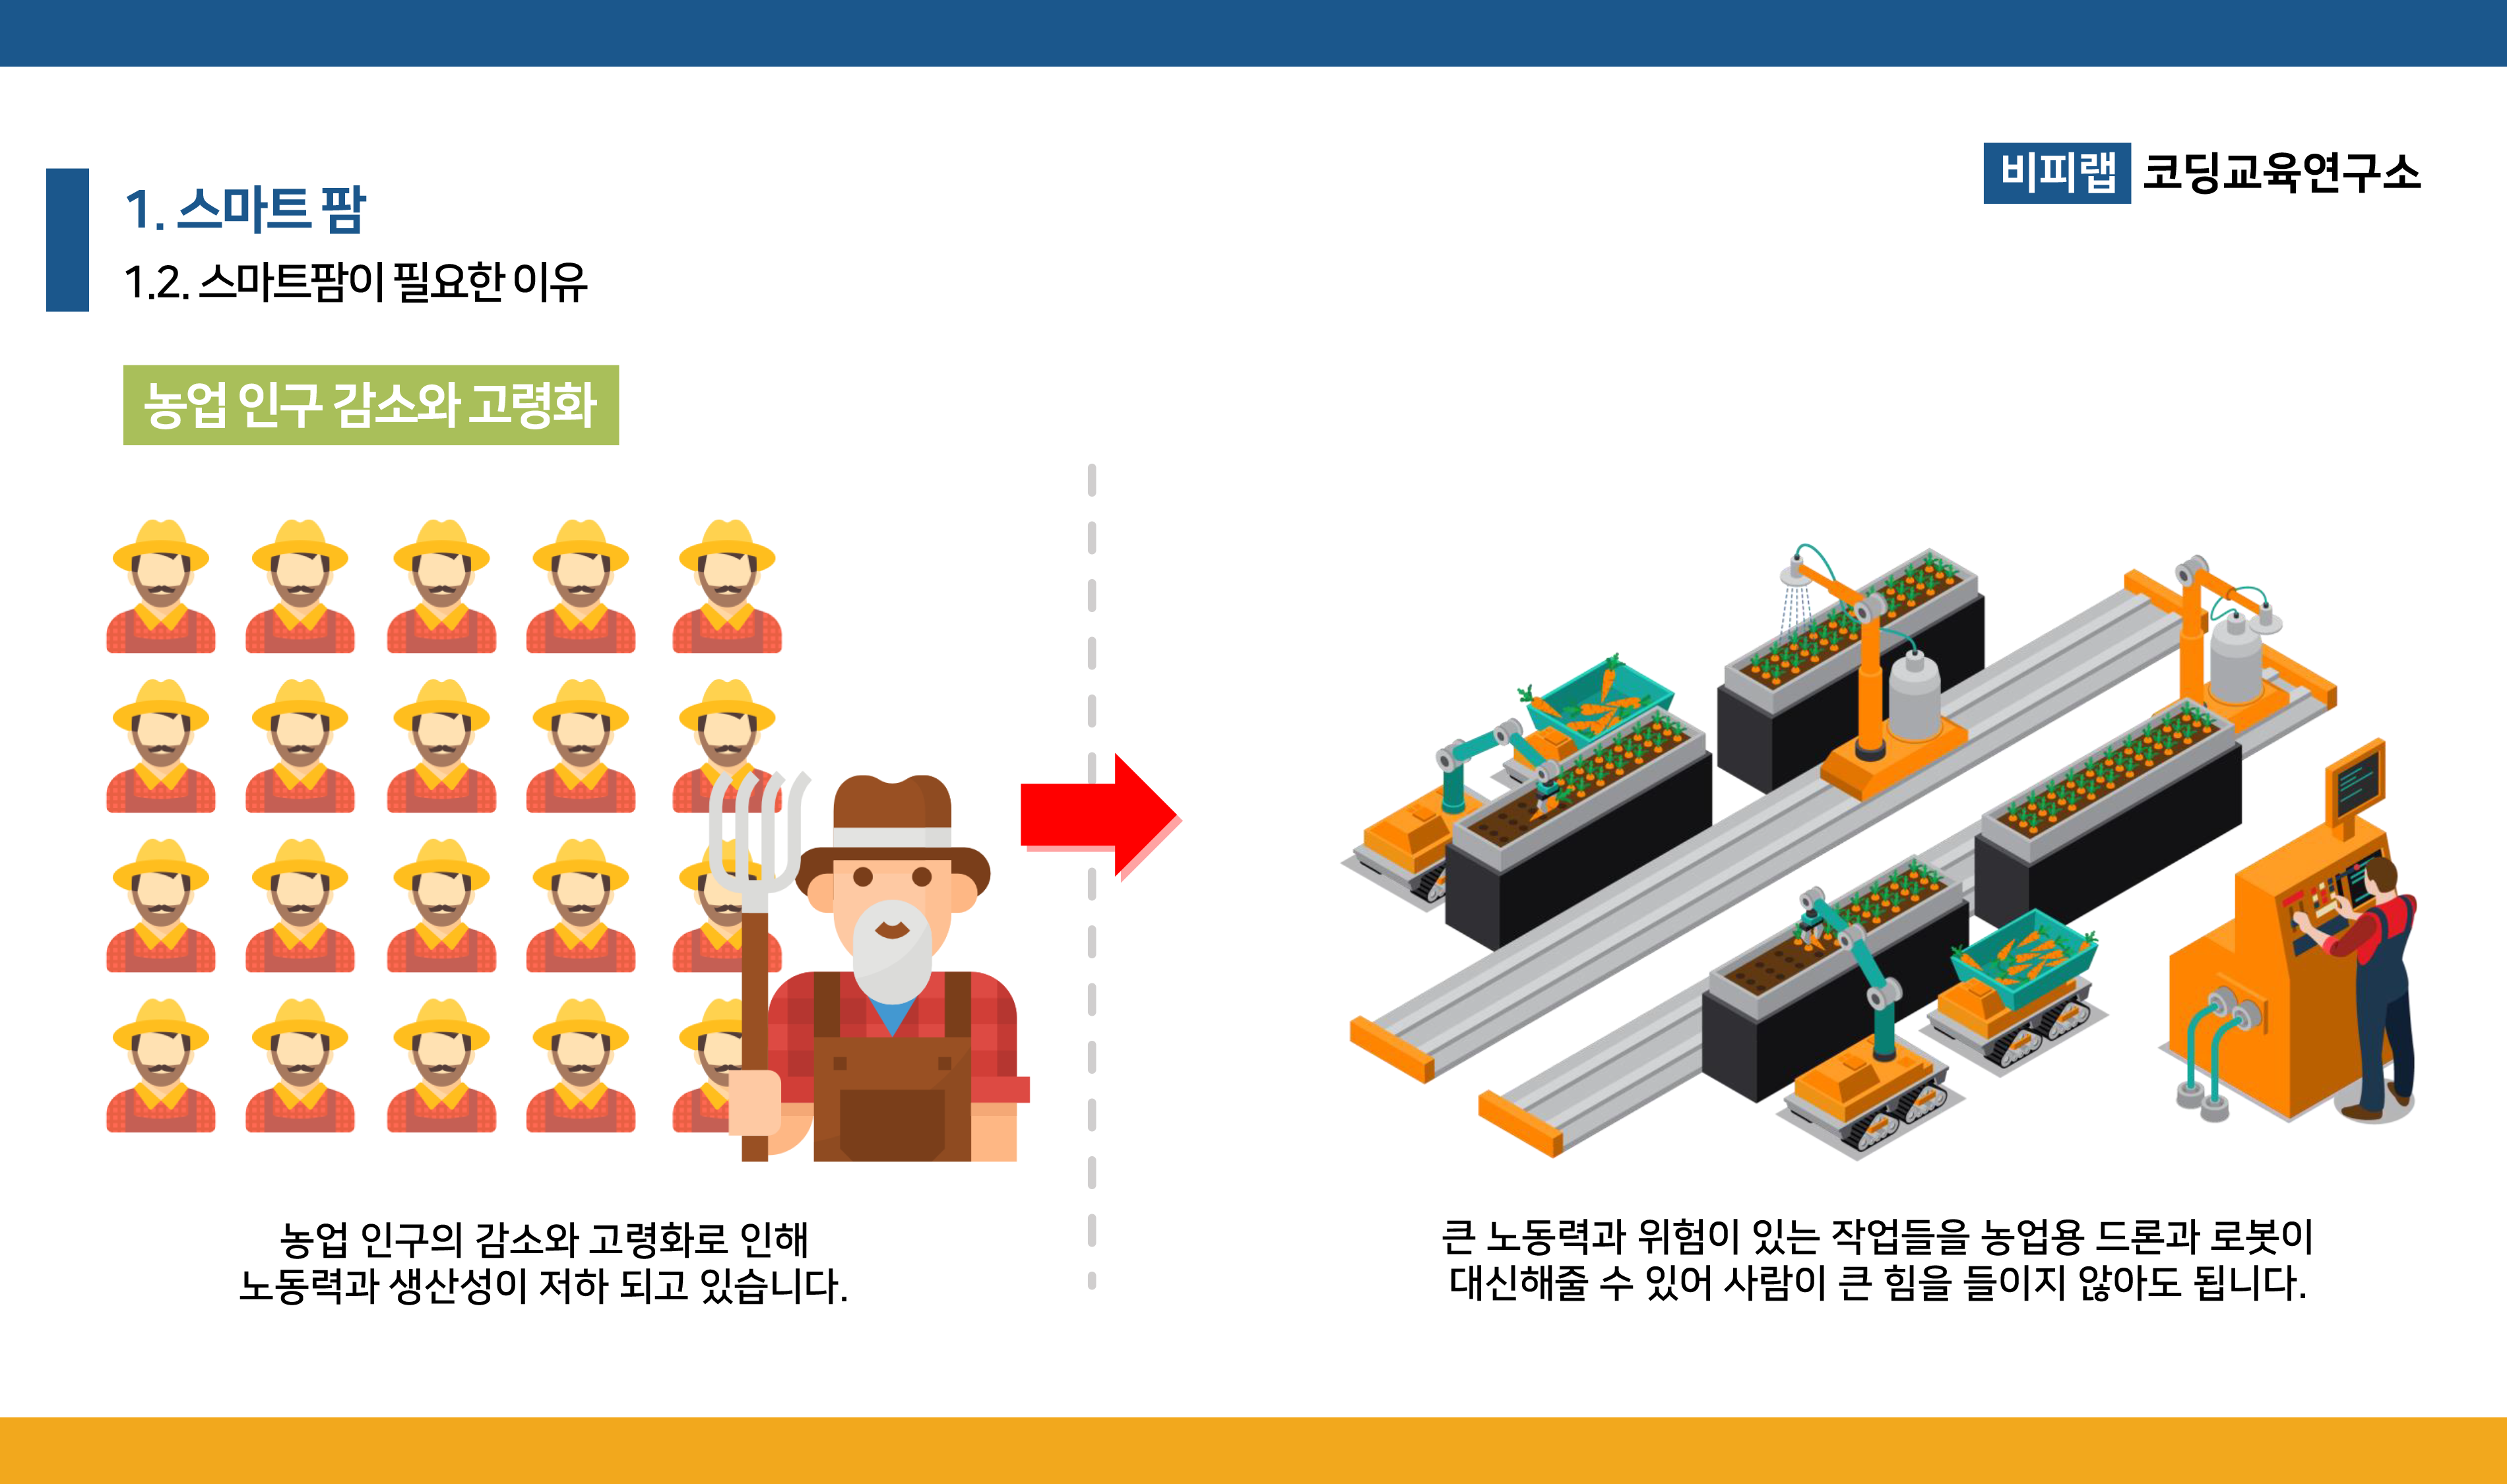 비피랩 코딩교육연구소
1. 스마트 팜
1.2. 스마트팜이 필요한 이유
농업 인구 감소와 고령화
농업 인구의 감소와 고령화로 인해
노동력과 생산성이 저하 되고 있습니다.
큰 노동력과 위험이 있는 작업들을 농업용 드론과 로봇이
대신해줄 수 있어 사람이 큰 힘을 들이지 않아도 됩니다.